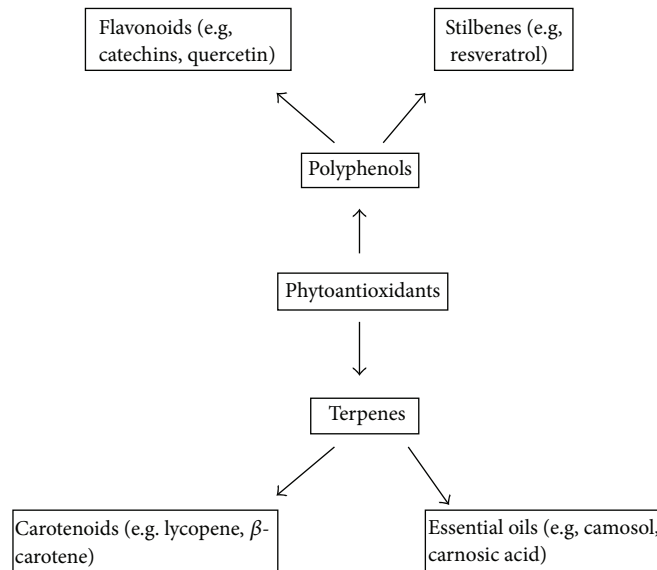 Flavonoids (e.g,
catechins, quercetin)
Stilbenes (e.g,
resveratrol)
Polyphenols
Phytoantioxidants
Terpenes
Carotenoids (e.g. lycopene, β-
carotene)
Essential oils (e.g, camosol,
carnosic acid)